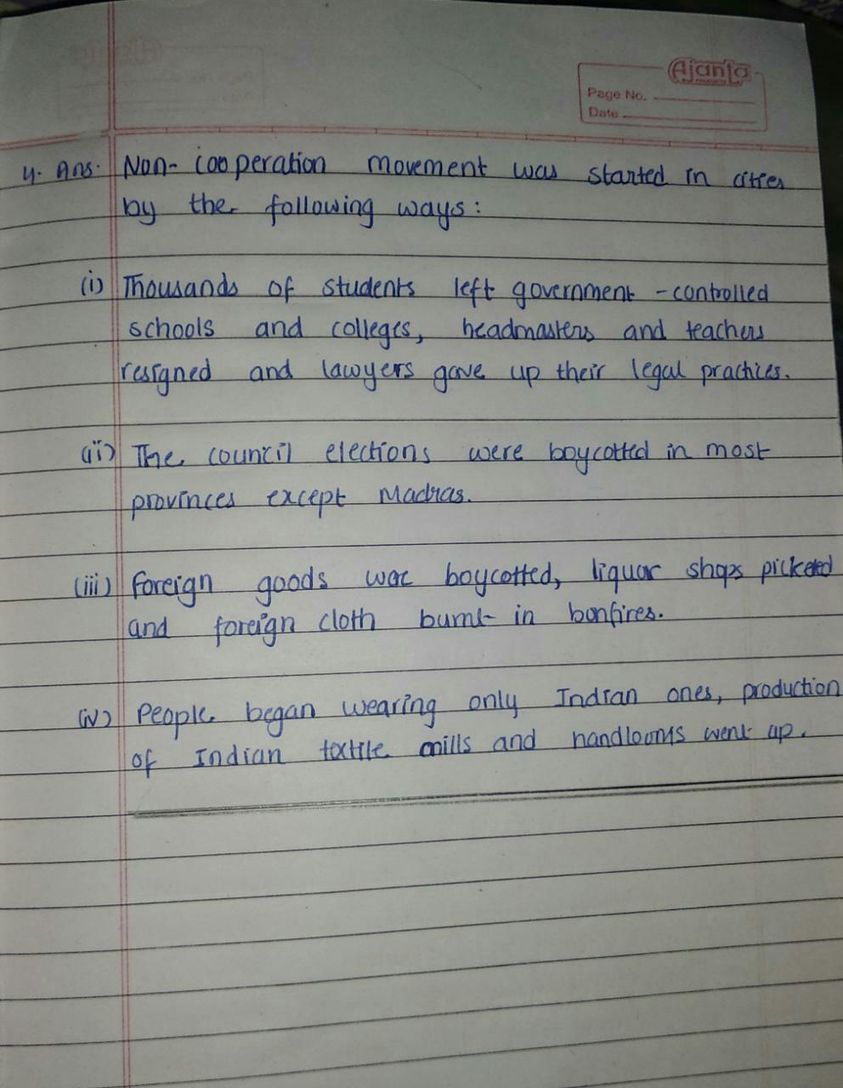 Ajanta
Page No.
Date
4. Ans. Non-cooperation movement was started in cities
by the following ways:
(i) Thousands of students left government-controlled
schools and colleges, headmasters and teachers
resigned and lawyers gave up their legal practices.
(ii) The council elections were boycotted in most
provinces except Madras.
(iii) Foreign goods were boycotted, liquor shops picketed
and foreign cloth burnt in bonfires.
(iv) People began wearing only Indian ones, production
of Indian textile mills and handlooms went up.